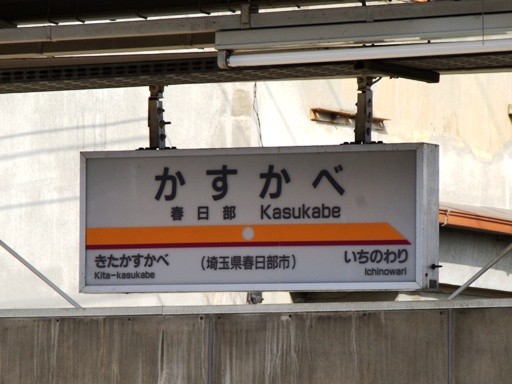 かすかべ
春日部 Kasukabe
きたかすかべ (埼玉県春日部市) いちのわり
Kita-kasukabe Ichinowari